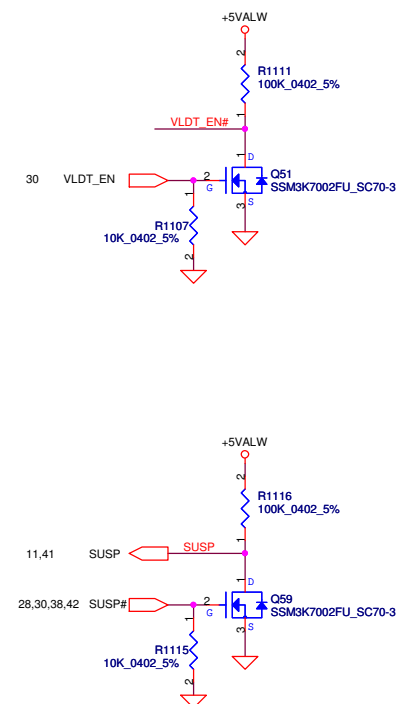 +5VALW
2
R1111
100K_0402_5%
1
VLDT_EN#
1
D
30 VLDT_EN
2
G
Q51
SSM3K7002FU_SC70-3
1
3
S
R1107
10K_0402_5%
2
+5VALW
2
R1116
100K_0402_5%
1
11,41 SUSP
SUSP
1
D
28,30,38,42 SUSP#
2
G
Q59
SSM3K7002FU_SC70-3
1
3
S
R1115
10K_0402_5%
2